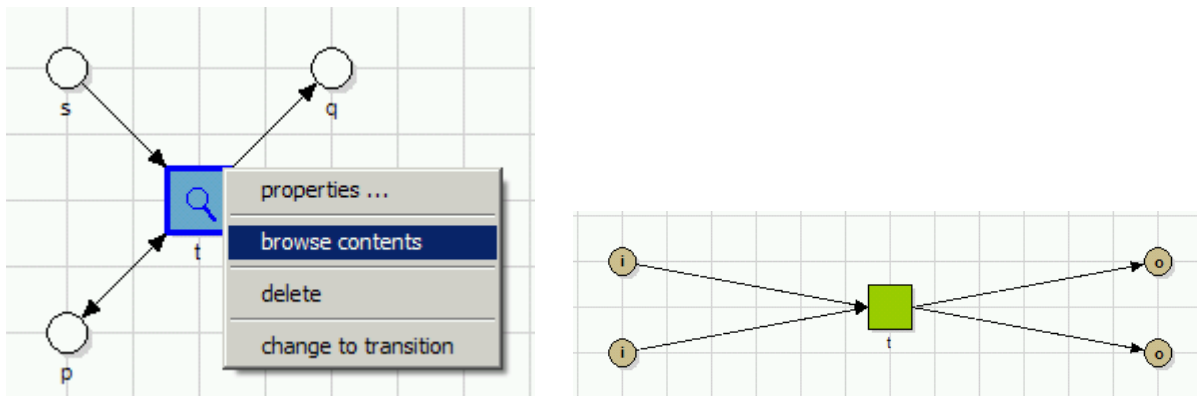 s
q
t
p
properties ...
browse contents
delete
change to transition
i
o
t
i
o